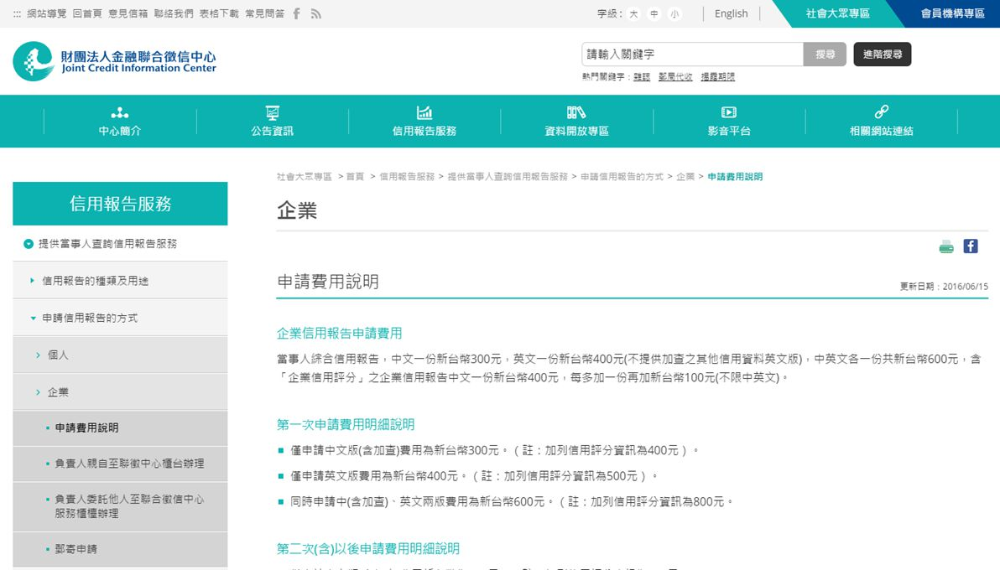 ::: 網站導覽 回首頁 意見信箱 聯絡我們 表格下載 常見問答
字級： 大 中 小 English 社會大眾專區 會員機構專區
財團法人金融聯合徵信中心
Joint Credit Information Center
請輸入關鍵字 搜尋 進階搜尋
熱門關鍵字： 雜誌 郵局代收 揭露期限
中心簡介 公告資訊 信用報告服務 資料開放專區 影音平台 相關網站連結
社會大眾專區 > 首頁 > 信用報告服務 > 提供當事人查詢信用報告服務 > 申請信用報告的方式 > 企業 > 申請費用說明
信用報告服務
提供當事人查詢信用報告服務
信用報告的種類及用途
申請信用報告的方式
個人
企業
申請費用說明
負責人親自至聯徵中心櫃台辦理
負責人委託他人至聯合徵信中心
服務櫃檯辦理
郵寄申請
企業
申請費用說明
更新日期：2016/06/15
企業信用報告申請費用
當事人綜合信用報告，中文一份新台幣300元，英文一份新台幣400元(不提供加查之其他信用資料英文版)，中英文各一份共新台幣600元，含
「企業信用評分」之企業信用報告中文一份新台幣400元，每多加一份再加新台幣100元(不限中英文)。
第一次申請費用明細說明
僅申請中文版(含加查)費用為新台幣300元。（註：加列信用評分資訊為400元）。
僅申請英文版費用為新台幣400元。（註：加列信用評分資訊為500元）。
同時申請中(含加查)、英文兩版費用為新台幣600元。（註：加列信用評分資訊為800元。
第二次(含)以後申請費用明細說明